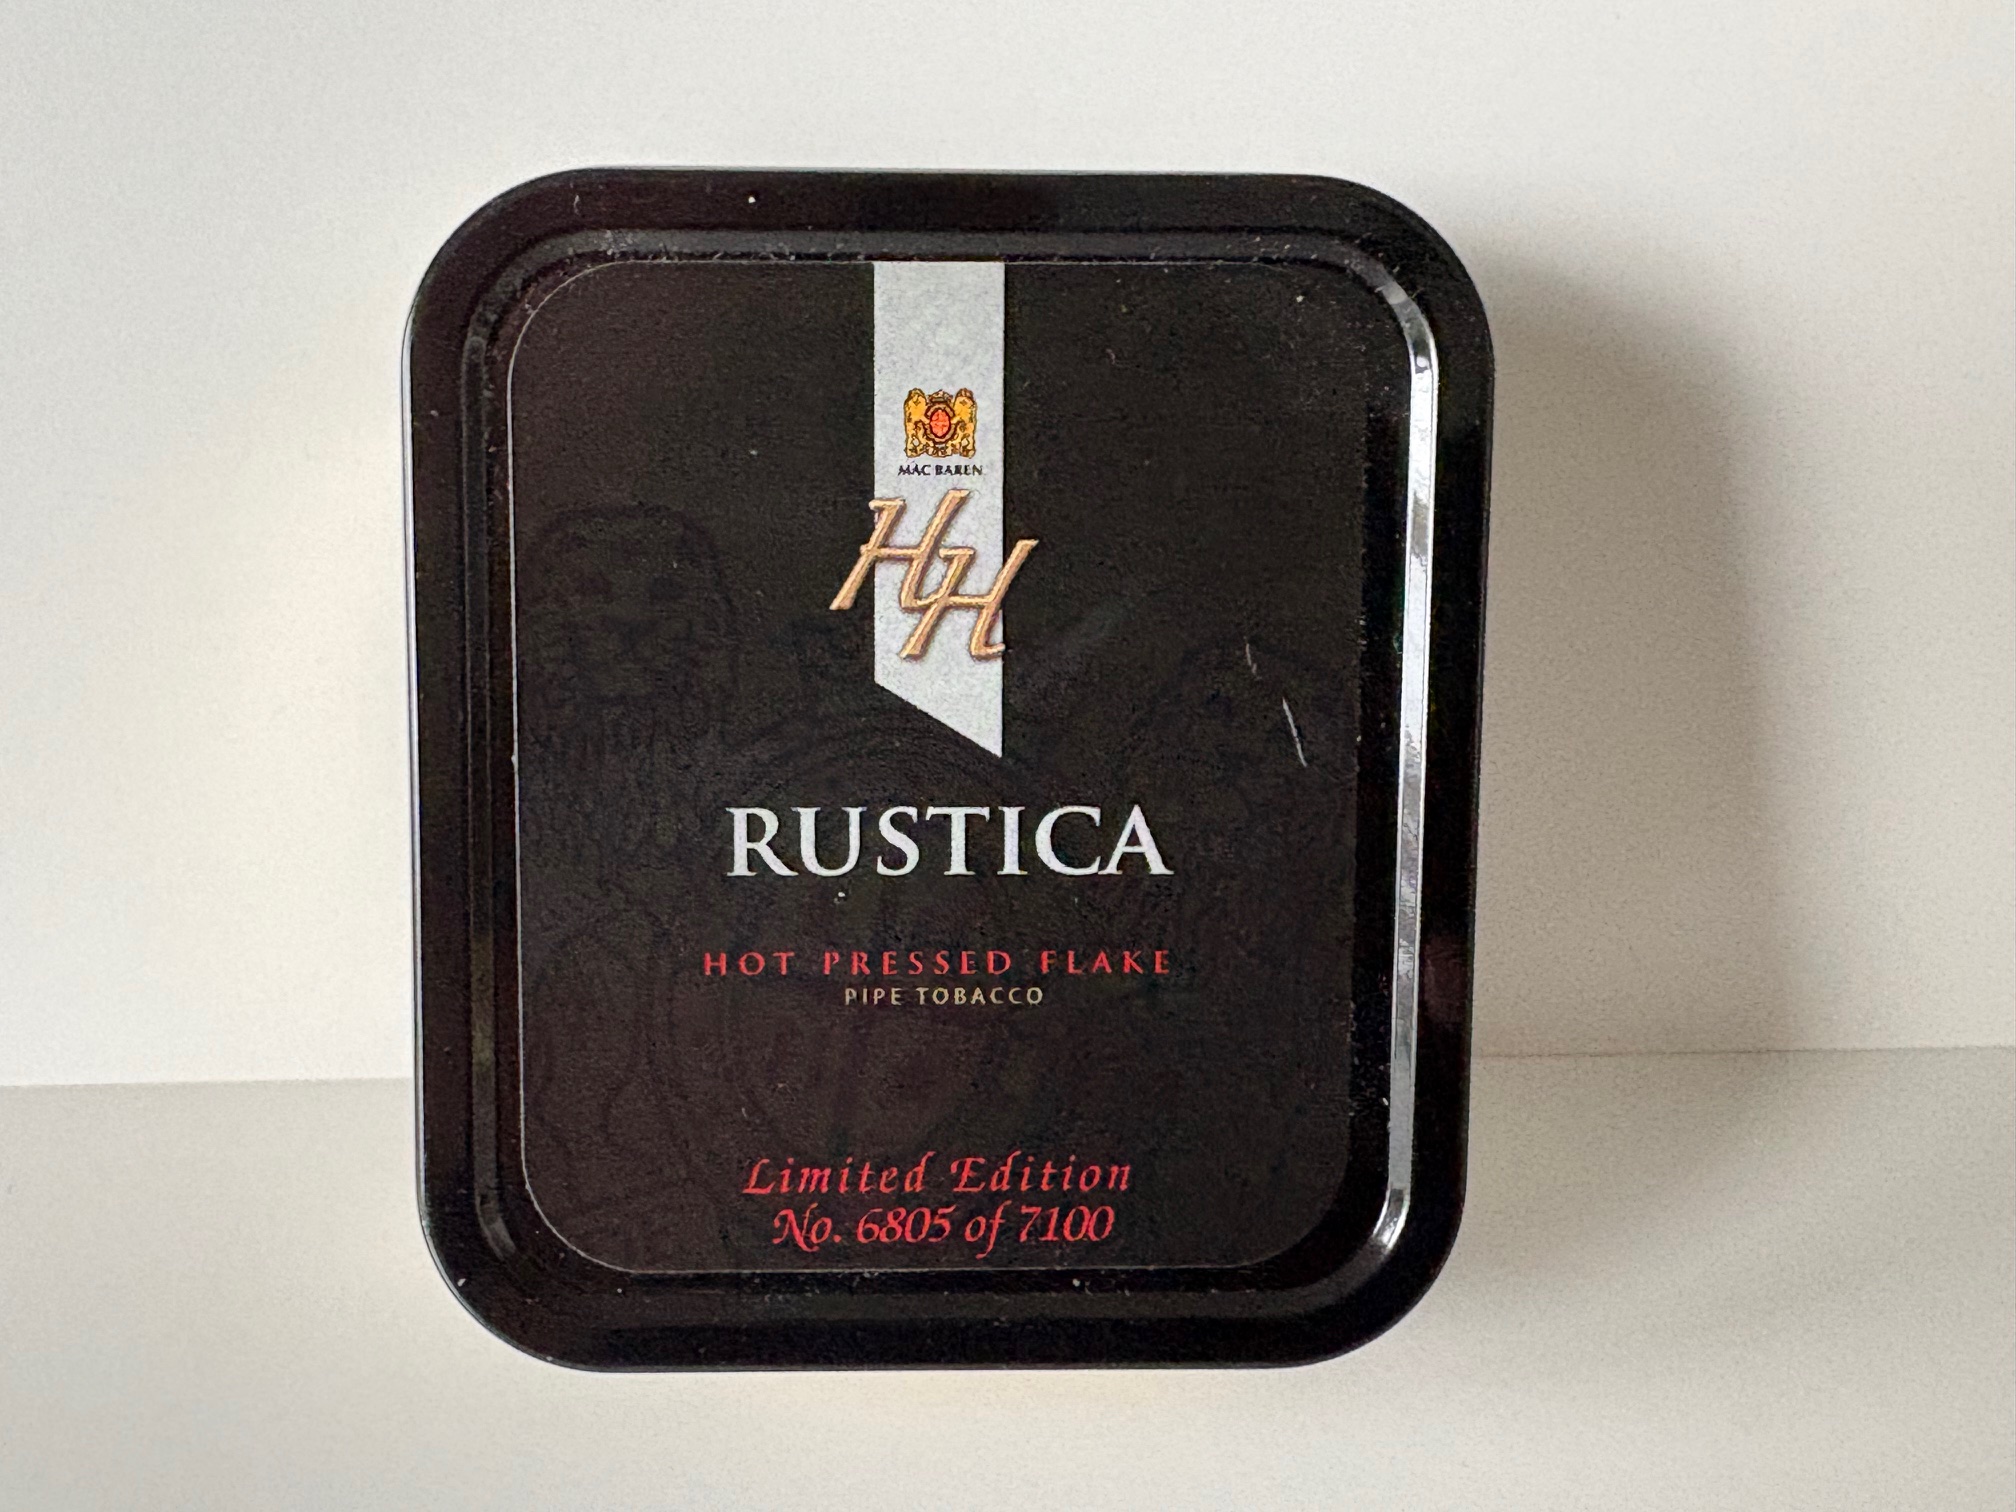 MAC BAREN
HH
RUSTICA
HOT PRESSED FLAKE
PIPE TOBACCO
Limited Edition
No. 6805 of 7100